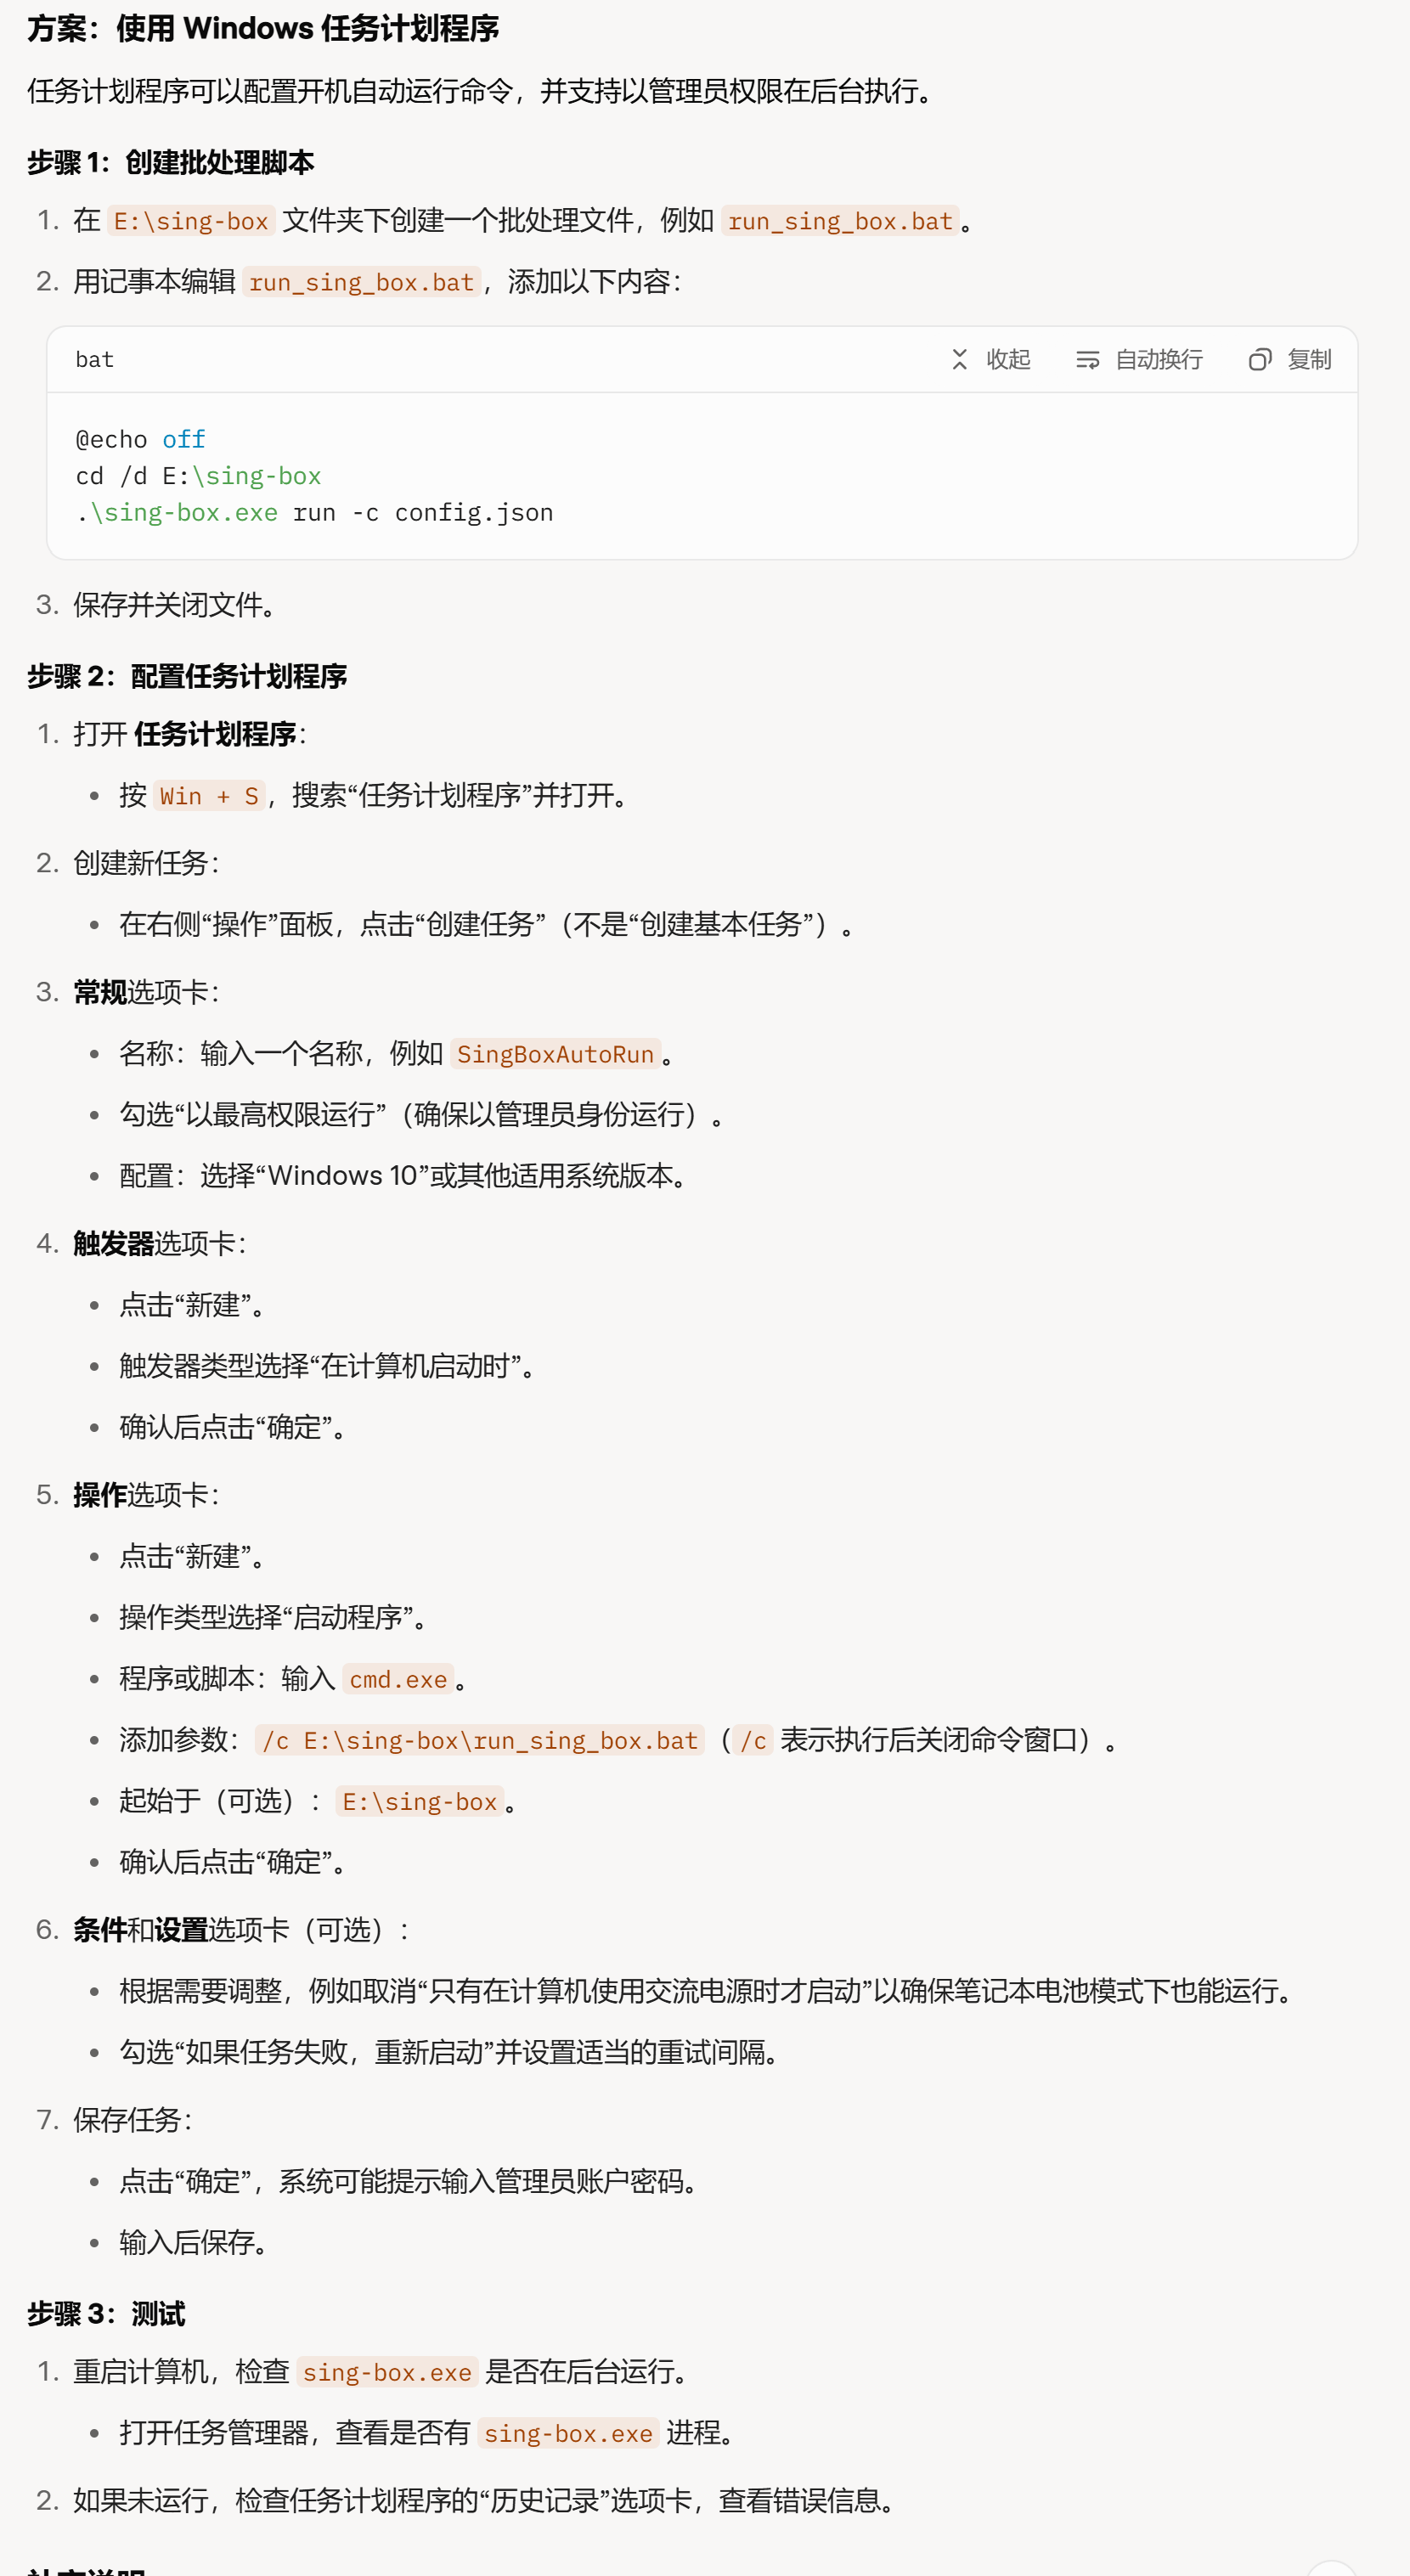 方案：使用 Windows 任务计划程序
任务计划程序可以配置开机自动运行命令，并支持以管理员权限在后台执行。
步骤 1：创建批处理脚本
1. 在 E:\sing-box 文件夹下创建一个批处理文件，例如 run_sing_box.bat。
2. 用记事本编辑 run_sing_box.bat，添加以下内容：
bat 收起 自动换行 复制
@echo off
cd /d E:\sing-box
.\sing-box.exe run -c config.json
3. 保存并关闭文件。
步骤 2：配置任务计划程序
1. 打开 任务计划程序：
• 按 Win + S，搜索“任务计划程序”并打开。
2. 创建新任务：
• 在右侧“操作”面板，点击“创建任务”（不是“创建基本任务”）。
3. 常规选项卡：
• 名称：输入一个名称，例如 SingBoxAutoRun。
• 勾选“以最高权限运行”（确保以管理员身份运行）。
• 配置：选择“Windows 10”或其他适用系统版本。
4. 触发器选项卡：
• 点击“新建”。
• 触发器类型选择“在计算机启动时”。
• 确认后点击“确定”。
5. 操作选项卡：
• 点击“新建”。
• 操作类型选择“启动程序”。
• 程序或脚本：输入 cmd.exe。
• 添加参数：/c E:\sing-box\run_sing_box.bat（/c 表示执行后关闭命令窗口）。
• 起始于（可选）：E:\sing-box。
• 确认后点击“确定”。
6. 条件和设置选项卡（可选）：
• 根据需要调整，例如取消“只有在计算机使用交流电源时才启动”以确保笔记本电池模式下也能运行。
• 勾选“如果任务失败，重新启动”并设置适当的重试间隔。
7. 保存任务：
• 点击“确定”，系统可能提示输入管理员账户密码。
• 输入后保存。
步骤 3：测试
1. 重启计算机，检查 sing-box.exe 是否在后台运行。
• 打开任务管理器，查看是否有 sing-box.exe 进程。
2. 如果未运行，检查任务计划程序的“历史记录”选项卡，查看错误信息。